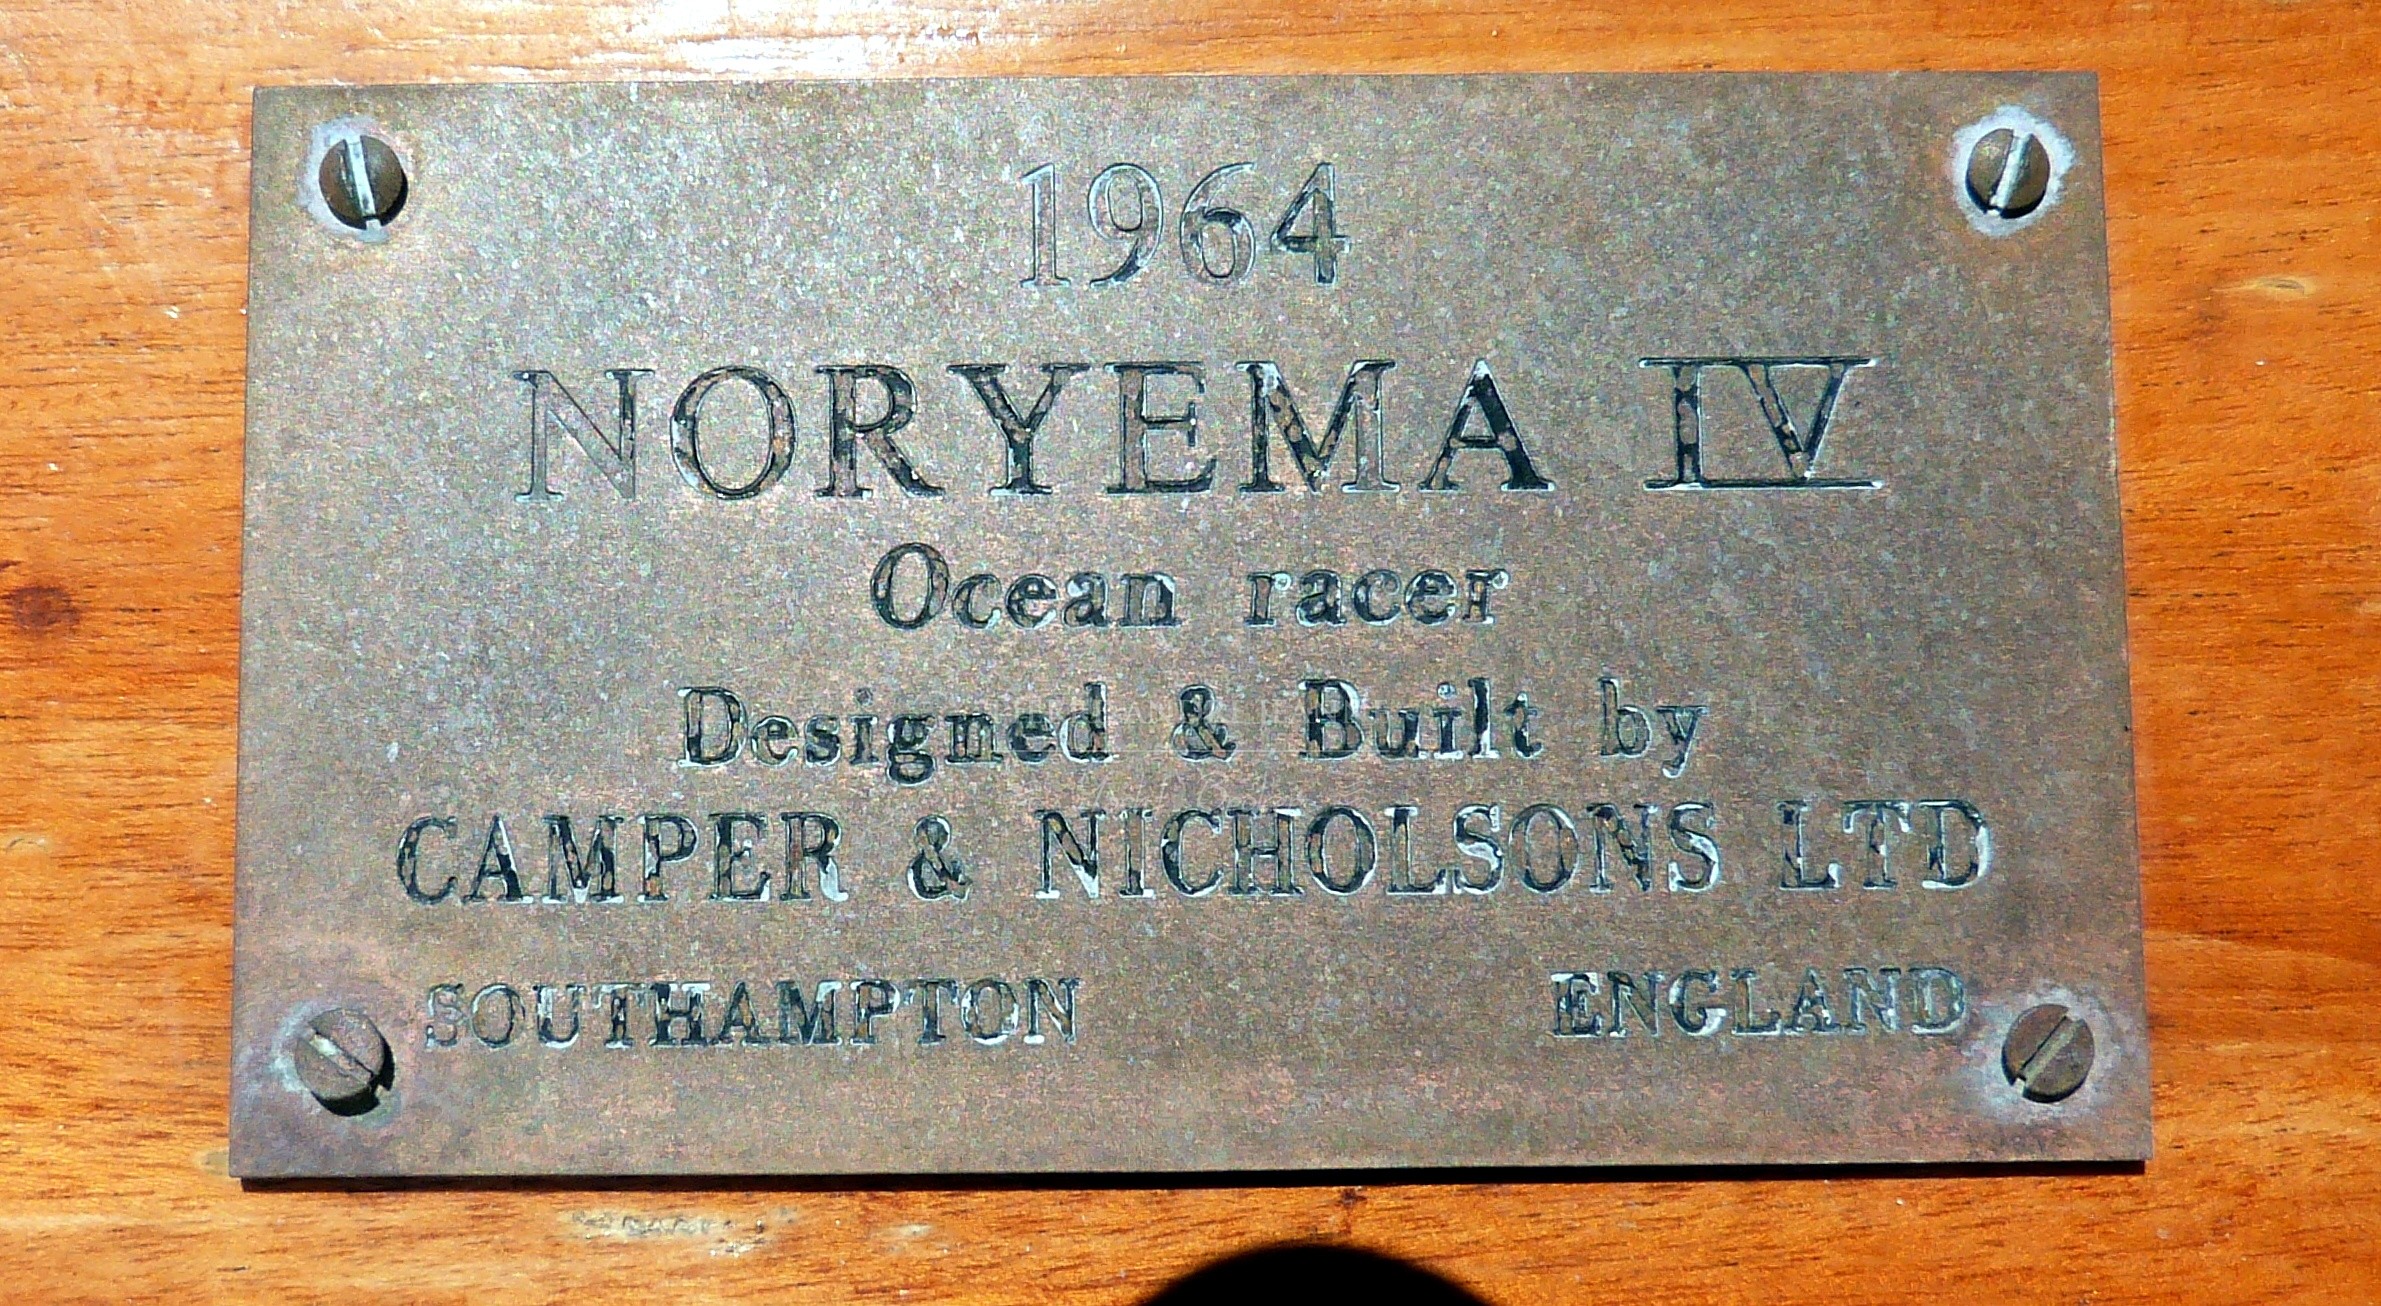 1964
NORYEMA IV
Ocean racer
Designed & Built by
CAMPER & NICHOLSONS LTD
SOUTHAMPTON ENGLAND